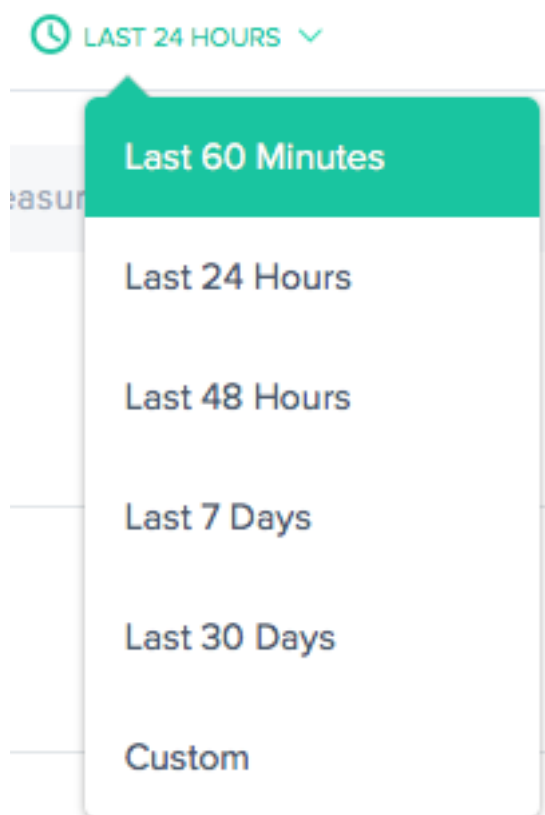 LAST 24 HOURS
Last 60 Minutes
Last 24 Hours
Last 48 Hours
Last 7 Days
Last 30 Days
Custom